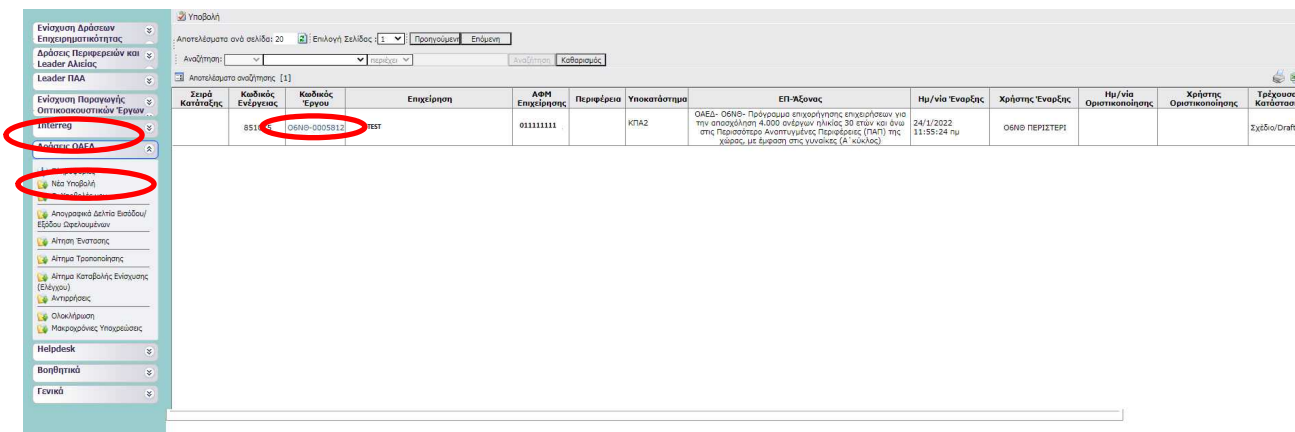 Υποβολή
Ενίσχυση Δράσεων
Επιχειρηματικότητας
Δράσεις Περιφερειών και
Leader Αλιείας
Leader ΠΑΑ
Ενίσχυση Παραγωγής
Οπτικοακουστικών Έργων
Interreg
Δράσεις ΟΑΕΔ
Νέα Υποβολή
Απογραφικά Δελτία Εισόδου/
Εξόδου Ωφελουμένων
Αίτηση Ένστασης
Αίτημα Τροποποίησης
Αίτημα Καταβολής Ενίσχυσης
(Ελέγχου)
Αντιρρήσεις
Ολοκλήρωση
Μακροχρόνιες Υποχρεώσεις
Helpdesk
Βοηθητικά
Γενικά
Αποτελέσματα ανά σελίδα: 20 Επιλογή Σελίδας : 1 Προηγούμενη Επόμενη
Αναζήτηση: περιέχει Αναζήτηση Καθαρισμός
Αποτελέσματα αναζήτησης [1]
Σειρά Κατάταξης
Κωδικός Ενέργειας
Κωδικός Έργου
Επιχείρηση
ΑΦΜ Επιχείρησης
Περιφέρεια
Υποκατάστημα
ΕΠ-Άξονας
Ημ/νία Έναρξης
Χρήστης Έναρξης
Ημ/νία Οριστικοποίησης
Χρήστης Οριστικοποίησης
Τρέχουσα Κατάσταση
Ο6ΝΘ-0005812
TEST
011111111
ΚΠΑ2
ΟΑΕΔ- Ο6ΝΘ- Πρόγραμμα επιχορήγησης επιχειρήσεων για
την απασχόληση 4.000 ανέργων ηλικίας 30 ετών και άνω
στις Περισσότερο Ανοπτυγμένες Περιφέρειες (ΠΑΠ) της
χώρας, με έμφαση στις γυναίκες (Α΄κύκλος)
24/1/2022
11:55:24 πμ
Ο6ΝΘ ΠΕΡΙΣΤΕΡΙ
Σχέδιο/Draft